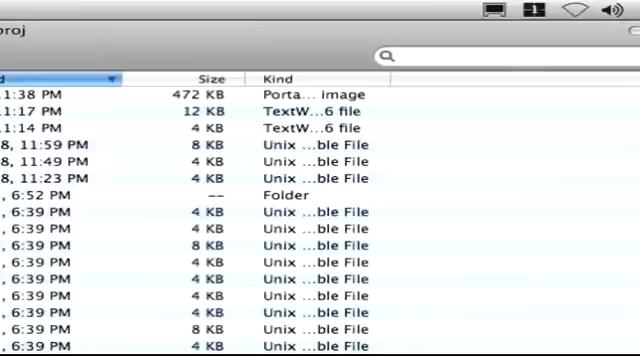 proj
d Size Kind
11:38 PM 472 KB Porta... image
11:17 PM 12 KB TextW...6 file
11:14 PM 4 KB TextW...6 file
8, 11:59 PM 8 KB Unix ...ble File
8, 11:49 PM 4 KB Unix ...ble File
8, 11:23 PM 4 KB Unix ...ble File
, 6:52 PM -- Folder
, 6:39 PM 4 KB Unix ...ble File
, 6:39 PM 4 KB Unix ...ble File
, 6:39 PM 8 KB Unix ...ble File
, 6:39 PM 4 KB Unix ...ble File
, 6:39 PM 4 KB Unix ...ble File
, 6:39 PM 4 KB Unix ...ble File
, 6:39 PM 4 KB Unix ...ble File
, 6:39 PM 8 KB Unix ...ble File
, 6:39 PM 4 KB Unix ...ble File